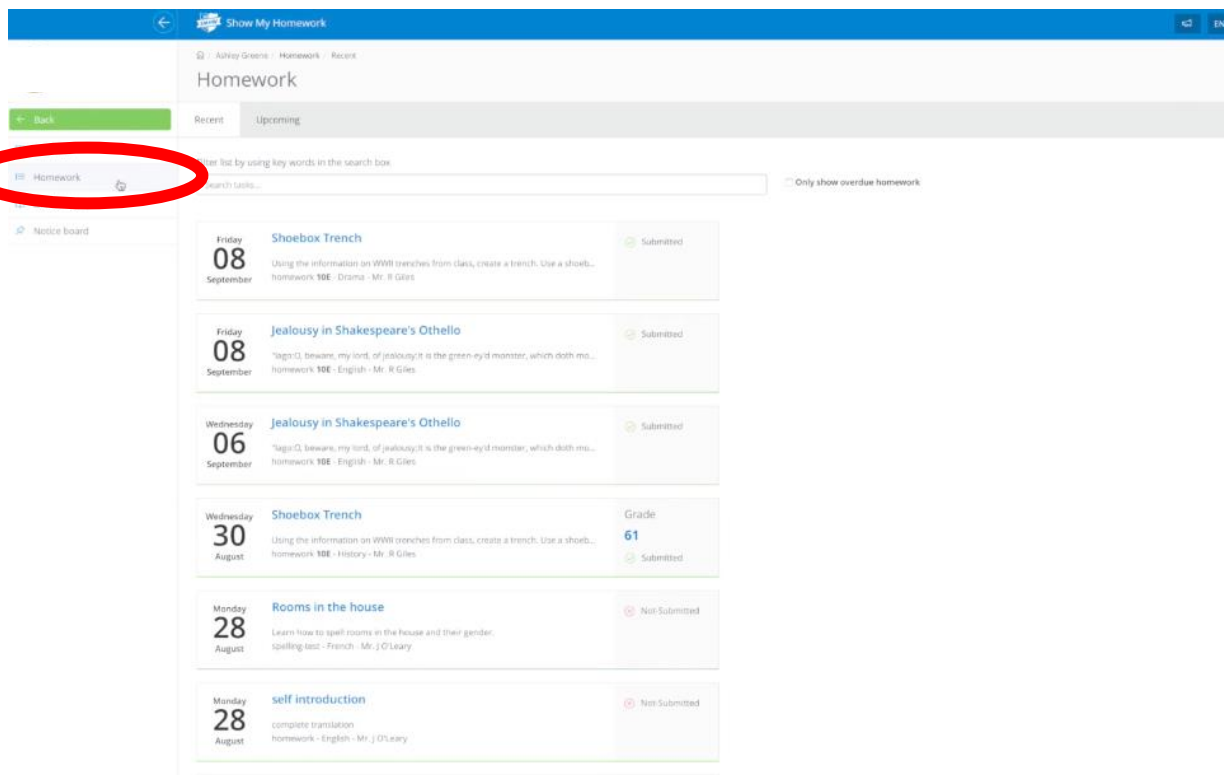 Show My Homework
EN
/ Ashley Greene / Homework / Recent
Homework
← Back
Recent Upcoming
list by using key words in the search box
Homework
tasks...
Only show overdue homework
Notice board
Friday
08
September
Shoebox Trench
Using the information on WWII trenches from class, create a trench. Use a shoeb...
homework 10E - Drama - Mr. R Giles
Submitted
Friday
08
September
Jealousy in Shakespeare's Othello
"Iago:O, beware, my lord, of jealousy;it is the green-ey'd monster, which doth mo...
homework 10E - English - Mr. R Giles
Submitted
Wednesday
06
September
Jealousy in Shakespeare's Othello
"Iago:O, beware, my lord, of jealousy;it is the green-ey'd monster, which doth mo...
homework 10E - English - Mr. R Giles
Submitted
Wednesday
30
August
Shoebox Trench
Using the information on WWII trenches from class, create a trench. Use a shoeb...
homework 10E - History - Mr. R Giles
Grade
61
Submitted
Monday
28
August
Rooms in the house
Learn how to spell rooms in the house and their gender.
spelling-test - French - Mr. J O'Leary
Not-Submitted
Monday
28
August
self introduction
complete translation
homework - English - Mr. J O'Leary
Not-Submitted